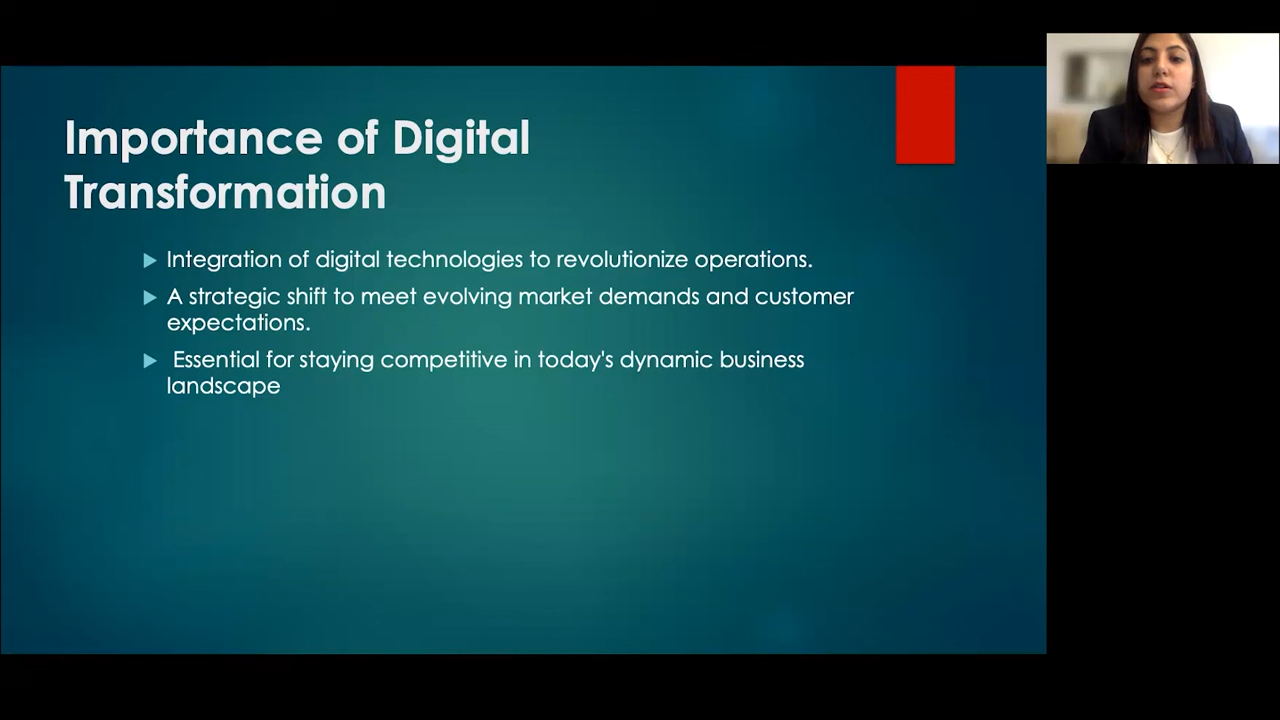 Importance of Digital
Transformation
Integration of digital technologies to revolutionize operations.
A strategic shift to meet evolving market demands and customer
expectations.
Essential for staying competitive in today's dynamic business
landscape